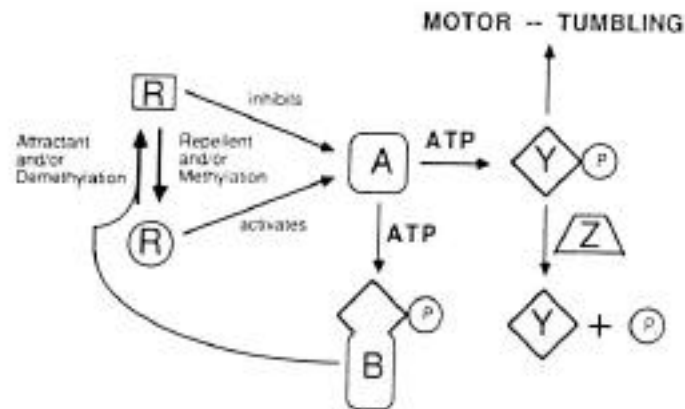 MOTOR -- TUMBLING
R
inhibits
Attractant
and/or
Demethylation
Repellent
and/or
Methylation
A
ATP
Y
P
R
activates
ATP
Z
P
B
Y + P